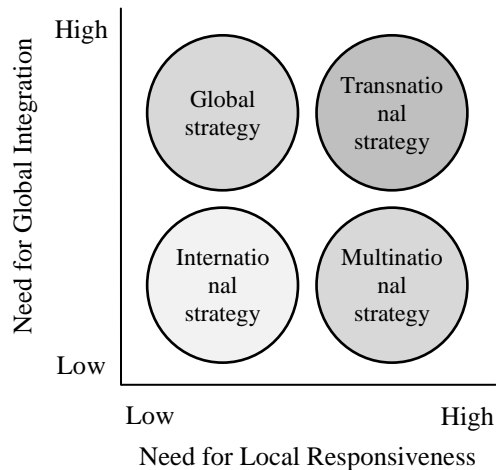 High
Need for Global Integration
Global
strategy
Transnatio
nal
strategy
Internatio
nal
strategy
Multinatio
nal
strategy
Low
Low
High
Need for Local Responsiveness